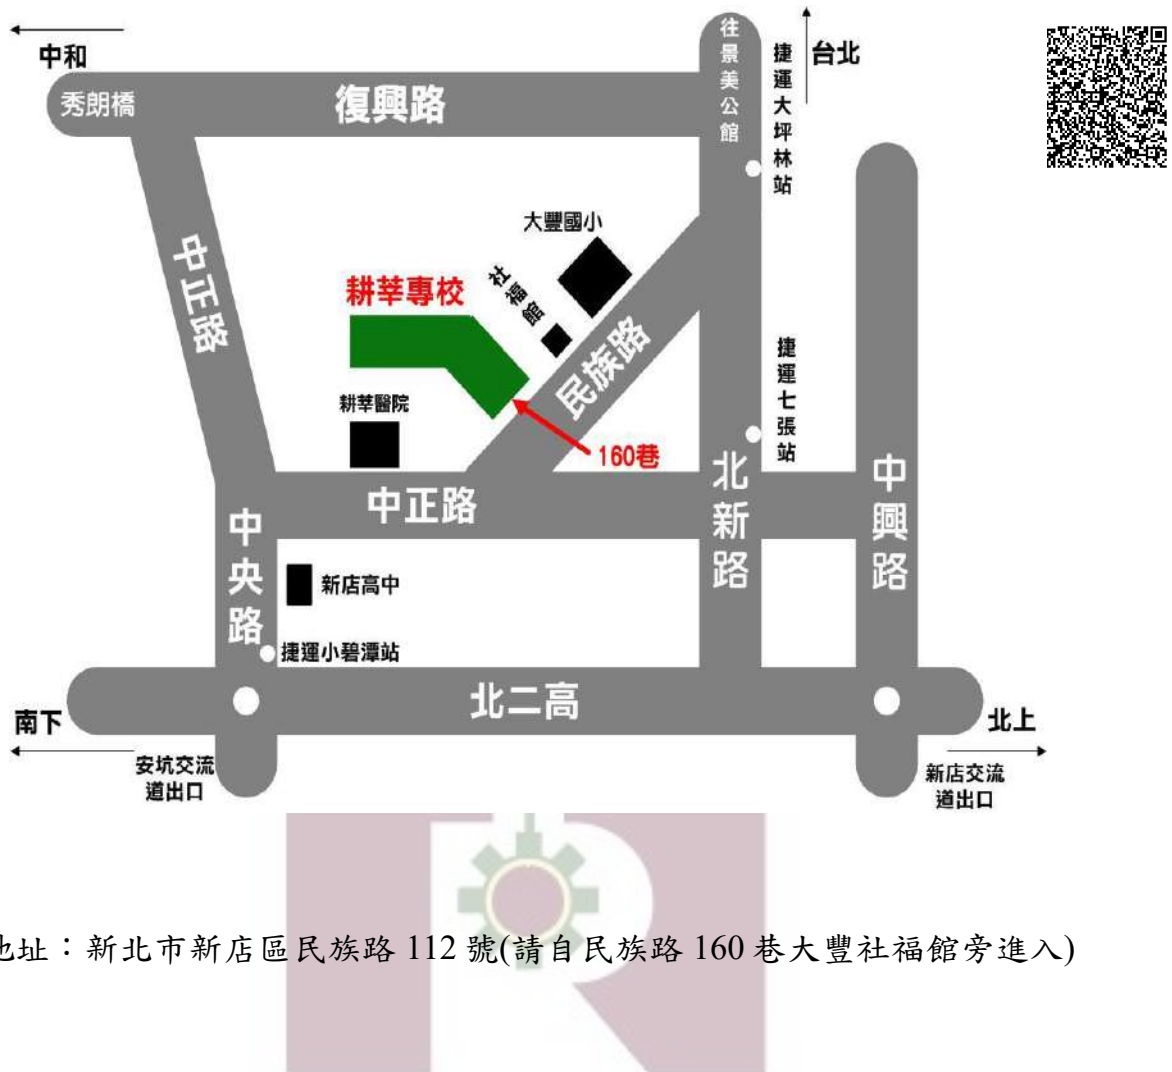 中和
台北
秀朗橋
復興路
往景美公館
捷運大坪林站
中正路
大豐國小
社福館
耕莘專校
民族路
耕莘醫院
160巷
捷運七張站
中正路
北新路
中興路
中央路
新店高中
捷運小碧潭站
北二高
南下
北上
安坑交流
道出口
新店交流
道出口
地址：新北市新店區民族路 112 號(請自民族路 160 巷大豐社福館旁進入)